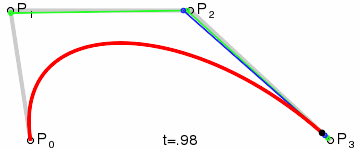 P₁ P₂
P₀ t=.98 P₃